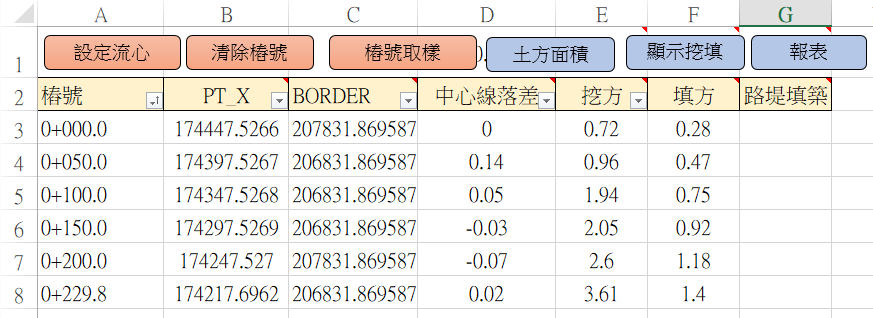 A B C D E F G
1 設定流心 清除樁號 樁號取樣 土方面積 顯示挖填 報表
2 樁號 PT_X BORDER 中心線落差 挖方 填方 路堤填築
3 0+000.0 174447.5266 207831.869587 0 0.72 0.28
4 0+050.0 174397.5267 206831.869587 0.14 0.96 0.47
5 0+100.0 174347.5268 206831.869587 0.05 1.94 0.75
6 0+150.0 174297.5269 206831.869587 -0.03 2.05 0.92
7 0+200.0 174247.527 207831.869587 -0.07 2.6 1.18
8 0+229.8 174217.6962 206831.869587 0.02 3.61 1.4